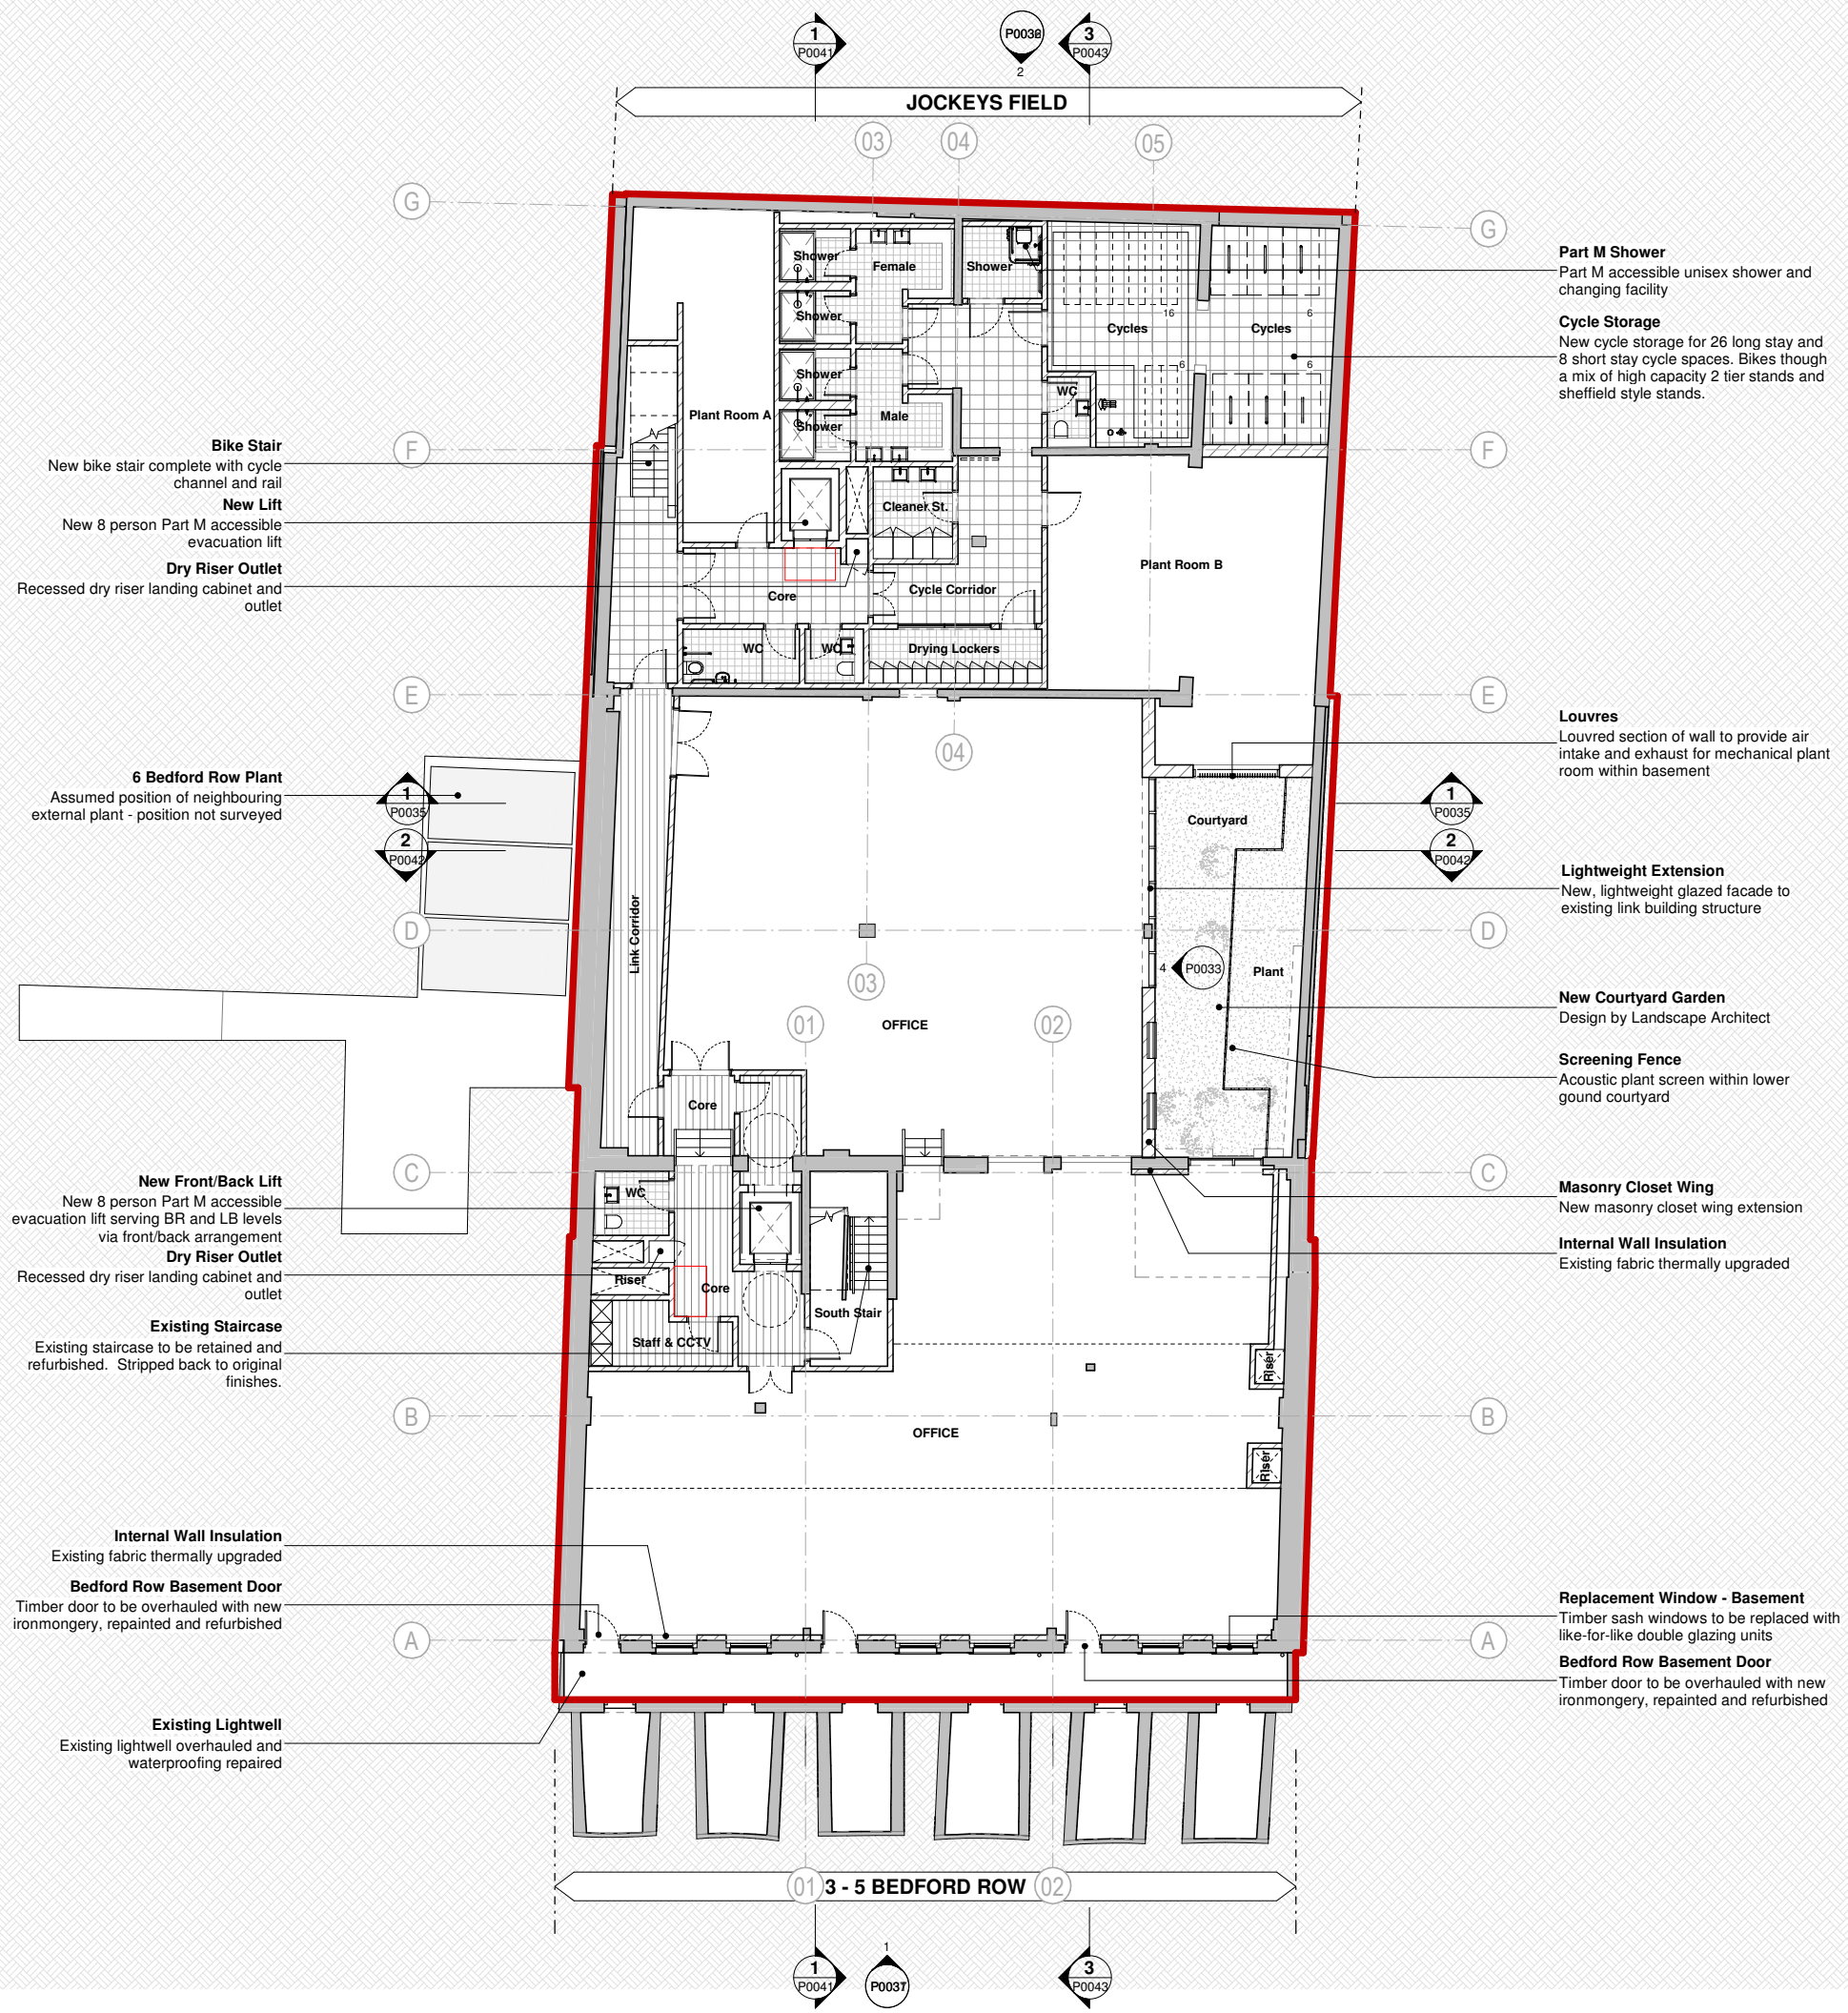 1
P0041
2
3
P0043
JOCKEYS FIELD
03
04
05
G
G
Part M Shower
Part M accessible unisex shower and
changing facility
Cycle Storage
New cycle storage for 26 long stay and
8 short stay cycle spaces. Bikes though
a mix of high capacity 2 tier stands and
sheffield style stands.
Shower
Female
Shower
Shower
Cycles
16
Cycles
6
Shower
6
6
WC
Plant Room A
Male
Shower
Bike Stair
New bike stair complete with cycle
channel and rail
F
F
New Lift
New 8 person Part M accessible
evacuation lift
Cleaner St.
Dry Riser Outlet
Recessed dry riser landing cabinet and
outlet
Plant Room B
Core
Cycle Corridor
WC
WC
Drying Lockers
E
E
04
Louvres
Louvred section of wall to provide air
intake and exhaust for mechanical plant
room within basement
6 Bedford Row Plant
Assumed position of neighbouring
external plant - position not surveyed
1
P0035
2
P0042
Courtyard
1
P0035
2
P0042
Lightweight Extension
New, lightweight glazed facade to
existing link building structure
Link Corridor
D
D
4
P0033
Plant
03
New Courtyard Garden
Design by Landscape Architect
01
OFFICE
02
Screening Fence
Acoustic plant screen within lower
gound courtyard
Core
C
C
New Front/Back Lift
New 8 person Part M accessible
evacuation lift serving BR and LB levels
via front/back arrangement
WC
Masonry Closet Wing
New masonry closet wing extension
Internal Wall Insulation
Existing fabric thermally upgraded
Dry Riser Outlet
Recessed dry riser landing cabinet and
outlet
Riser
Core
South Stair
Existing Staircase
Existing staircase to be retained and
refurbished.  Stripped back to original
finishes.
Staff & CCTV
Riser
B
B
OFFICE
Riser
Internal Wall Insulation
Existing fabric thermally upgraded
Bedford Row Basement Door
Timber door to be overhauled with new
ironmongery, repainted and refurbished
Replacement Window - Basement
Timber sash windows to be replaced with
like-for-like double glazing units
A
A
Bedford Row Basement Door
Timber door to be overhauled with new
ironmongery, repainted and refurbished
Existing Lightwell
Existing lightwell overhauled and
waterproofing repaired
01
3 - 5 BEDFORD ROW
02
1
P0041
1
3
P0043